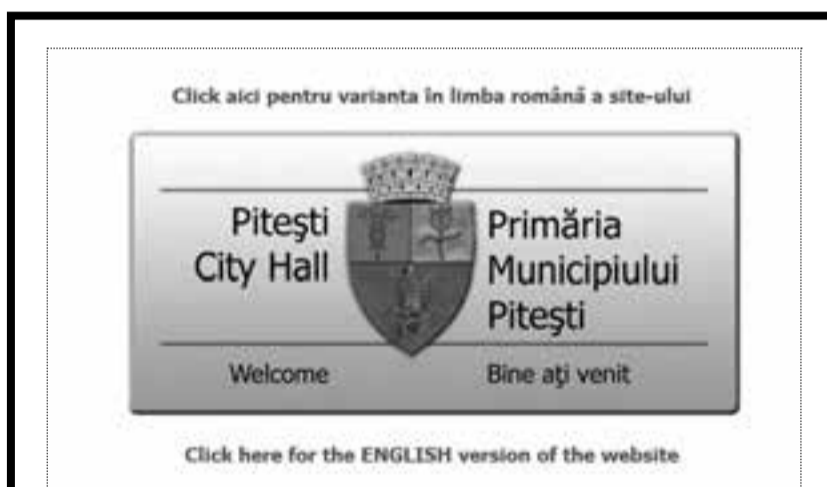 Click aici pentru varianta în limba română a site-ului
Piteşti
City Hall
Primăria
Municipiului
Piteşti
Welcome
Bine aţi venit
Click here for the ENGLISH version of the website